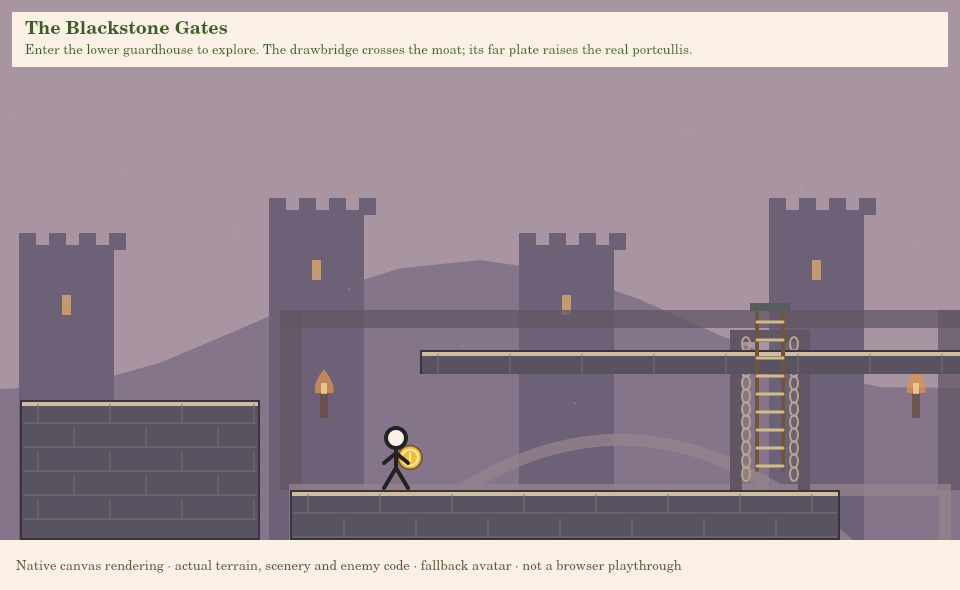 The Blackstone Gates
Enter the lower guardhouse to explore. The drawbridge crosses the moat; its far plate raises the real portcullis.
Native canvas rendering · actual terrain, scenery and enemy code · fallback avatar · not a browser playthrough